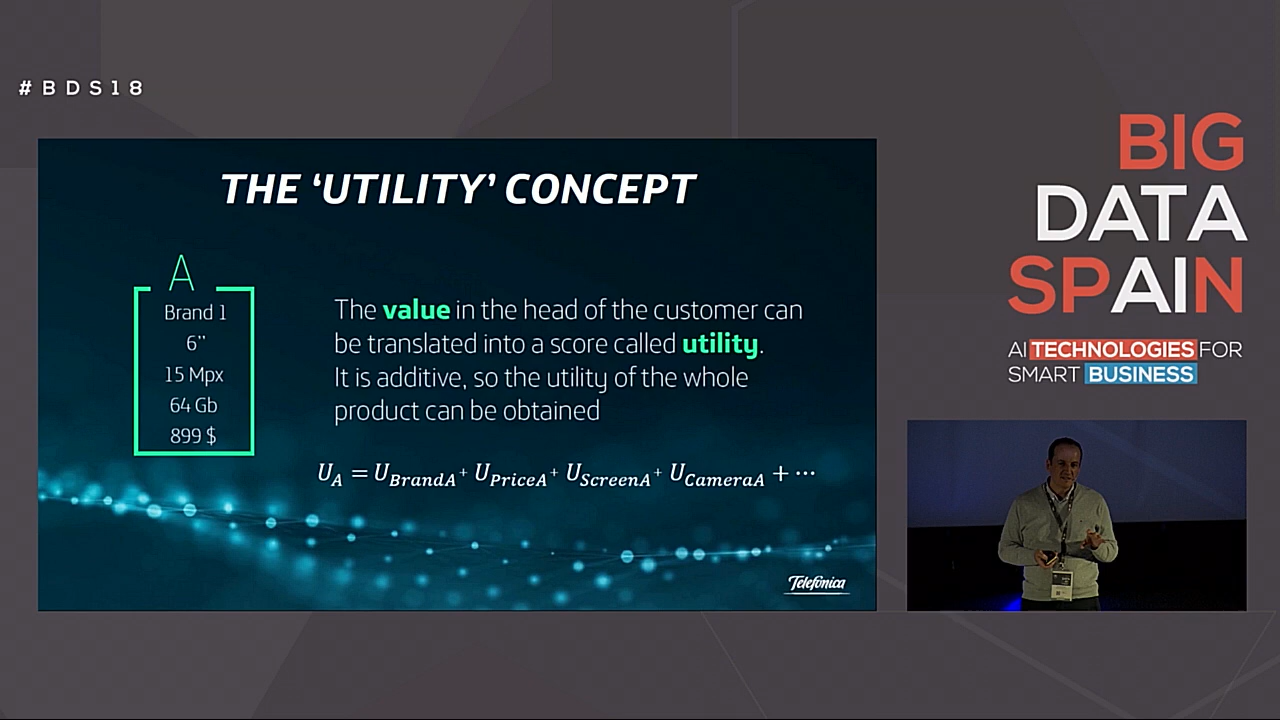 #BDS18
THE ‘UTILITY’ CONCEPT
A
Brand 1
6’’
15 Mpx
64 Gb
899 $
The value in the head of the customer can
be translated into a score called utility.
It is additive, so the utility of the whole
product can be obtained
U_A = U_BrandA + U_PriceA + U_ScreenA + U_CameraA + ⋯
Telefónica
BIG
DATA
SPAIN
AI TECHNOLOGIES FOR
SMART BUSINESS